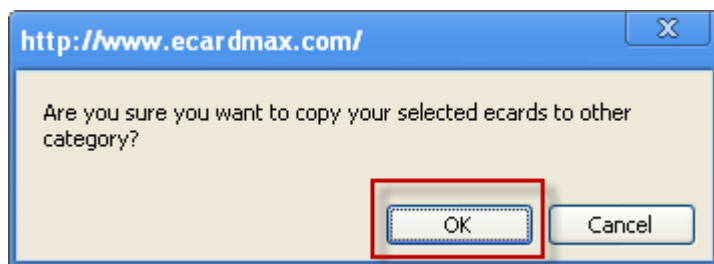 http://www.ecardmax.com/
Are you sure you want to copy your selected ecards to other
category?
OK
Cancel